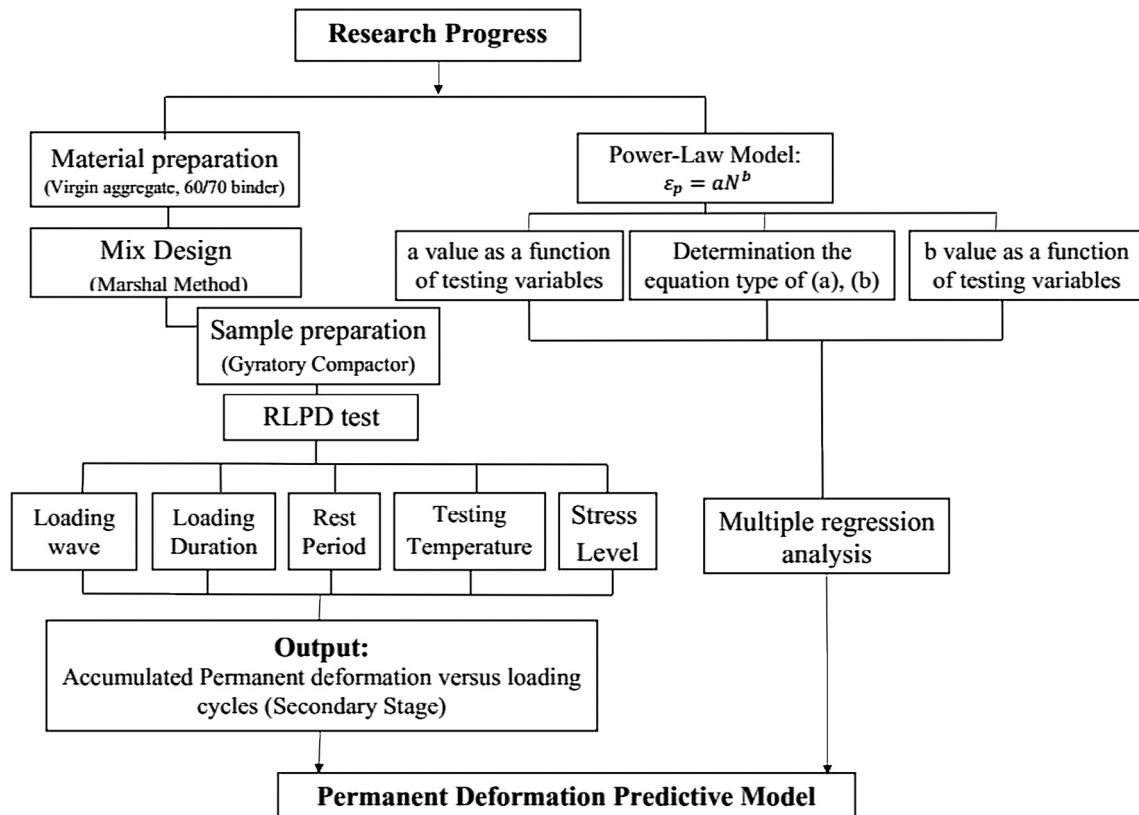 Research Progress
Material preparation
(Virgin aggregate, 60/70 binder)
Mix Design
(Marshal Method)
Sample preparation
(Gyratory Compactor)
RLPD test
Loading
wave
Loading
Duration
Rest
Period
Testing
Temperature
Stress
Level
Output:
Accumulated Permanent deformation versus loading
cycles (Secondary Stage)
Power-Law Model:
εₚ = aNᵇ
a value as a function
of testing variables
Determination the
equation type of (a), (b)
b value as a function
of testing variables
Multiple regression
analysis
Permanent Deformation Predictive Model